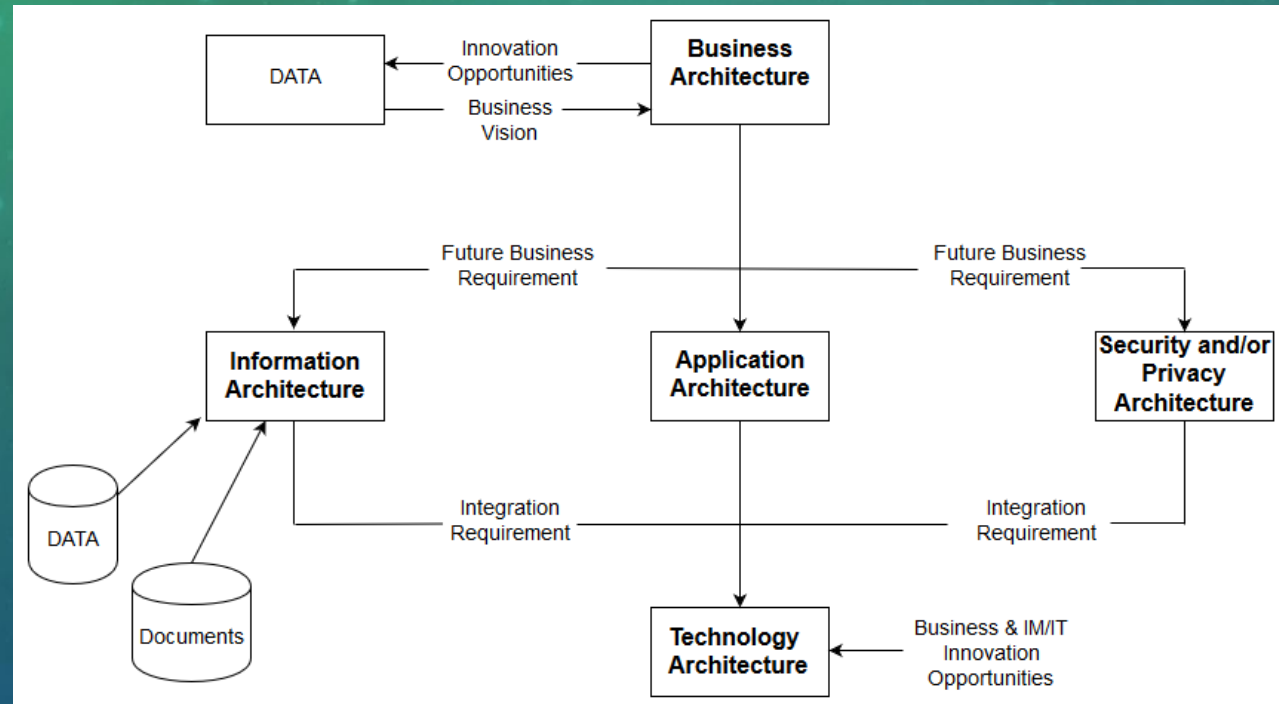 DATA
Innovation
Opportunities
Business
Vision
Business
Architecture
Future Business
Requirement
Future Business
Requirement
Information
Architecture
Application
Architecture
Security and/or
Privacy
Architecture
DATA
Documents
Integration
Requirement
Integration
Requirement
Technology
Architecture
Business & IM/IT
Innovation
Opportunities